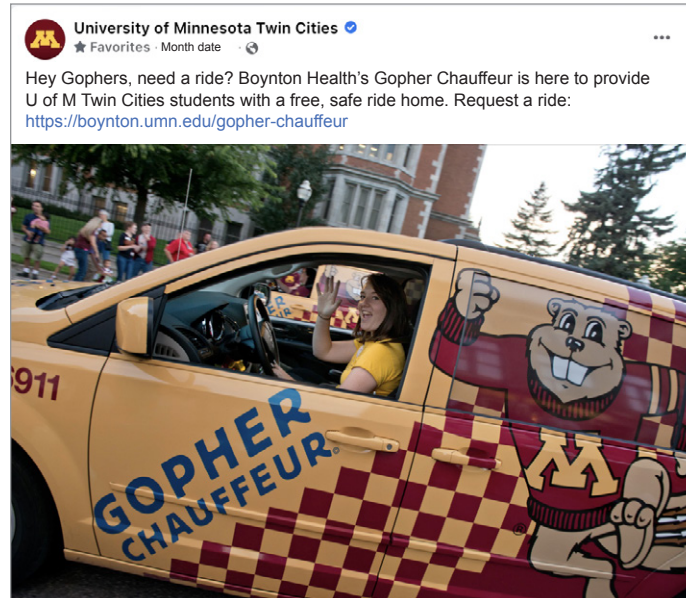 M
University of Minnesota Twin Cities
Favorites · Month date ·
Hey Gophers, need a ride? Boynton Health’s Gopher Chauffeur is here to provide
U of M Twin Cities students with a free, safe ride home. Request a ride:
https://boynton.umn.edu/gopher-chauffeur
911
GOPHER
CHAUFFEUR®
M
®